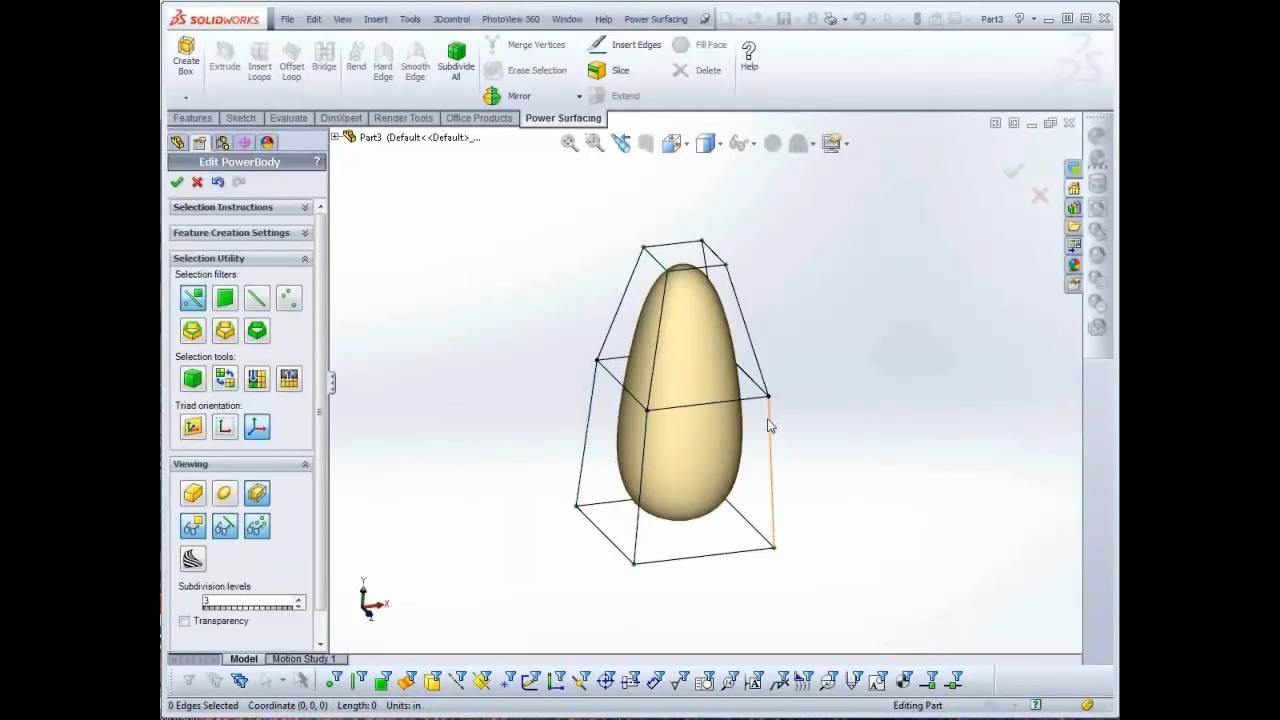 SOLIDWORKS File Edit View Insert Tools 3Dcontrol PhotoView 360 Window Help Power Surfacing Part3 ?
Create Box Extrude Insert Loops Offset Loop Bridge Bend Hard Edge Smooth Edge Subdivide All Merge Vertices Insert Edges Fill Face Help
Erase Selection Slice Delete
Mirror Extend
Features Sketch Evaluate DimXpert Render Tools Office Products Power Surfacing
Part3 (Default<<Default>_...
Edit PowerBody ?
Selection Instructions
Feature Creation Settings
Selection Utility
Selection filters:
Selection tools:
Triad orientation:
Viewing
Subdivision levels
3
Transparency
Y
X
Z
Model Motion Study 1
0 Edges Selected Coordinate (0, 0, 0) Length: 0 Units: in Editing Part ?